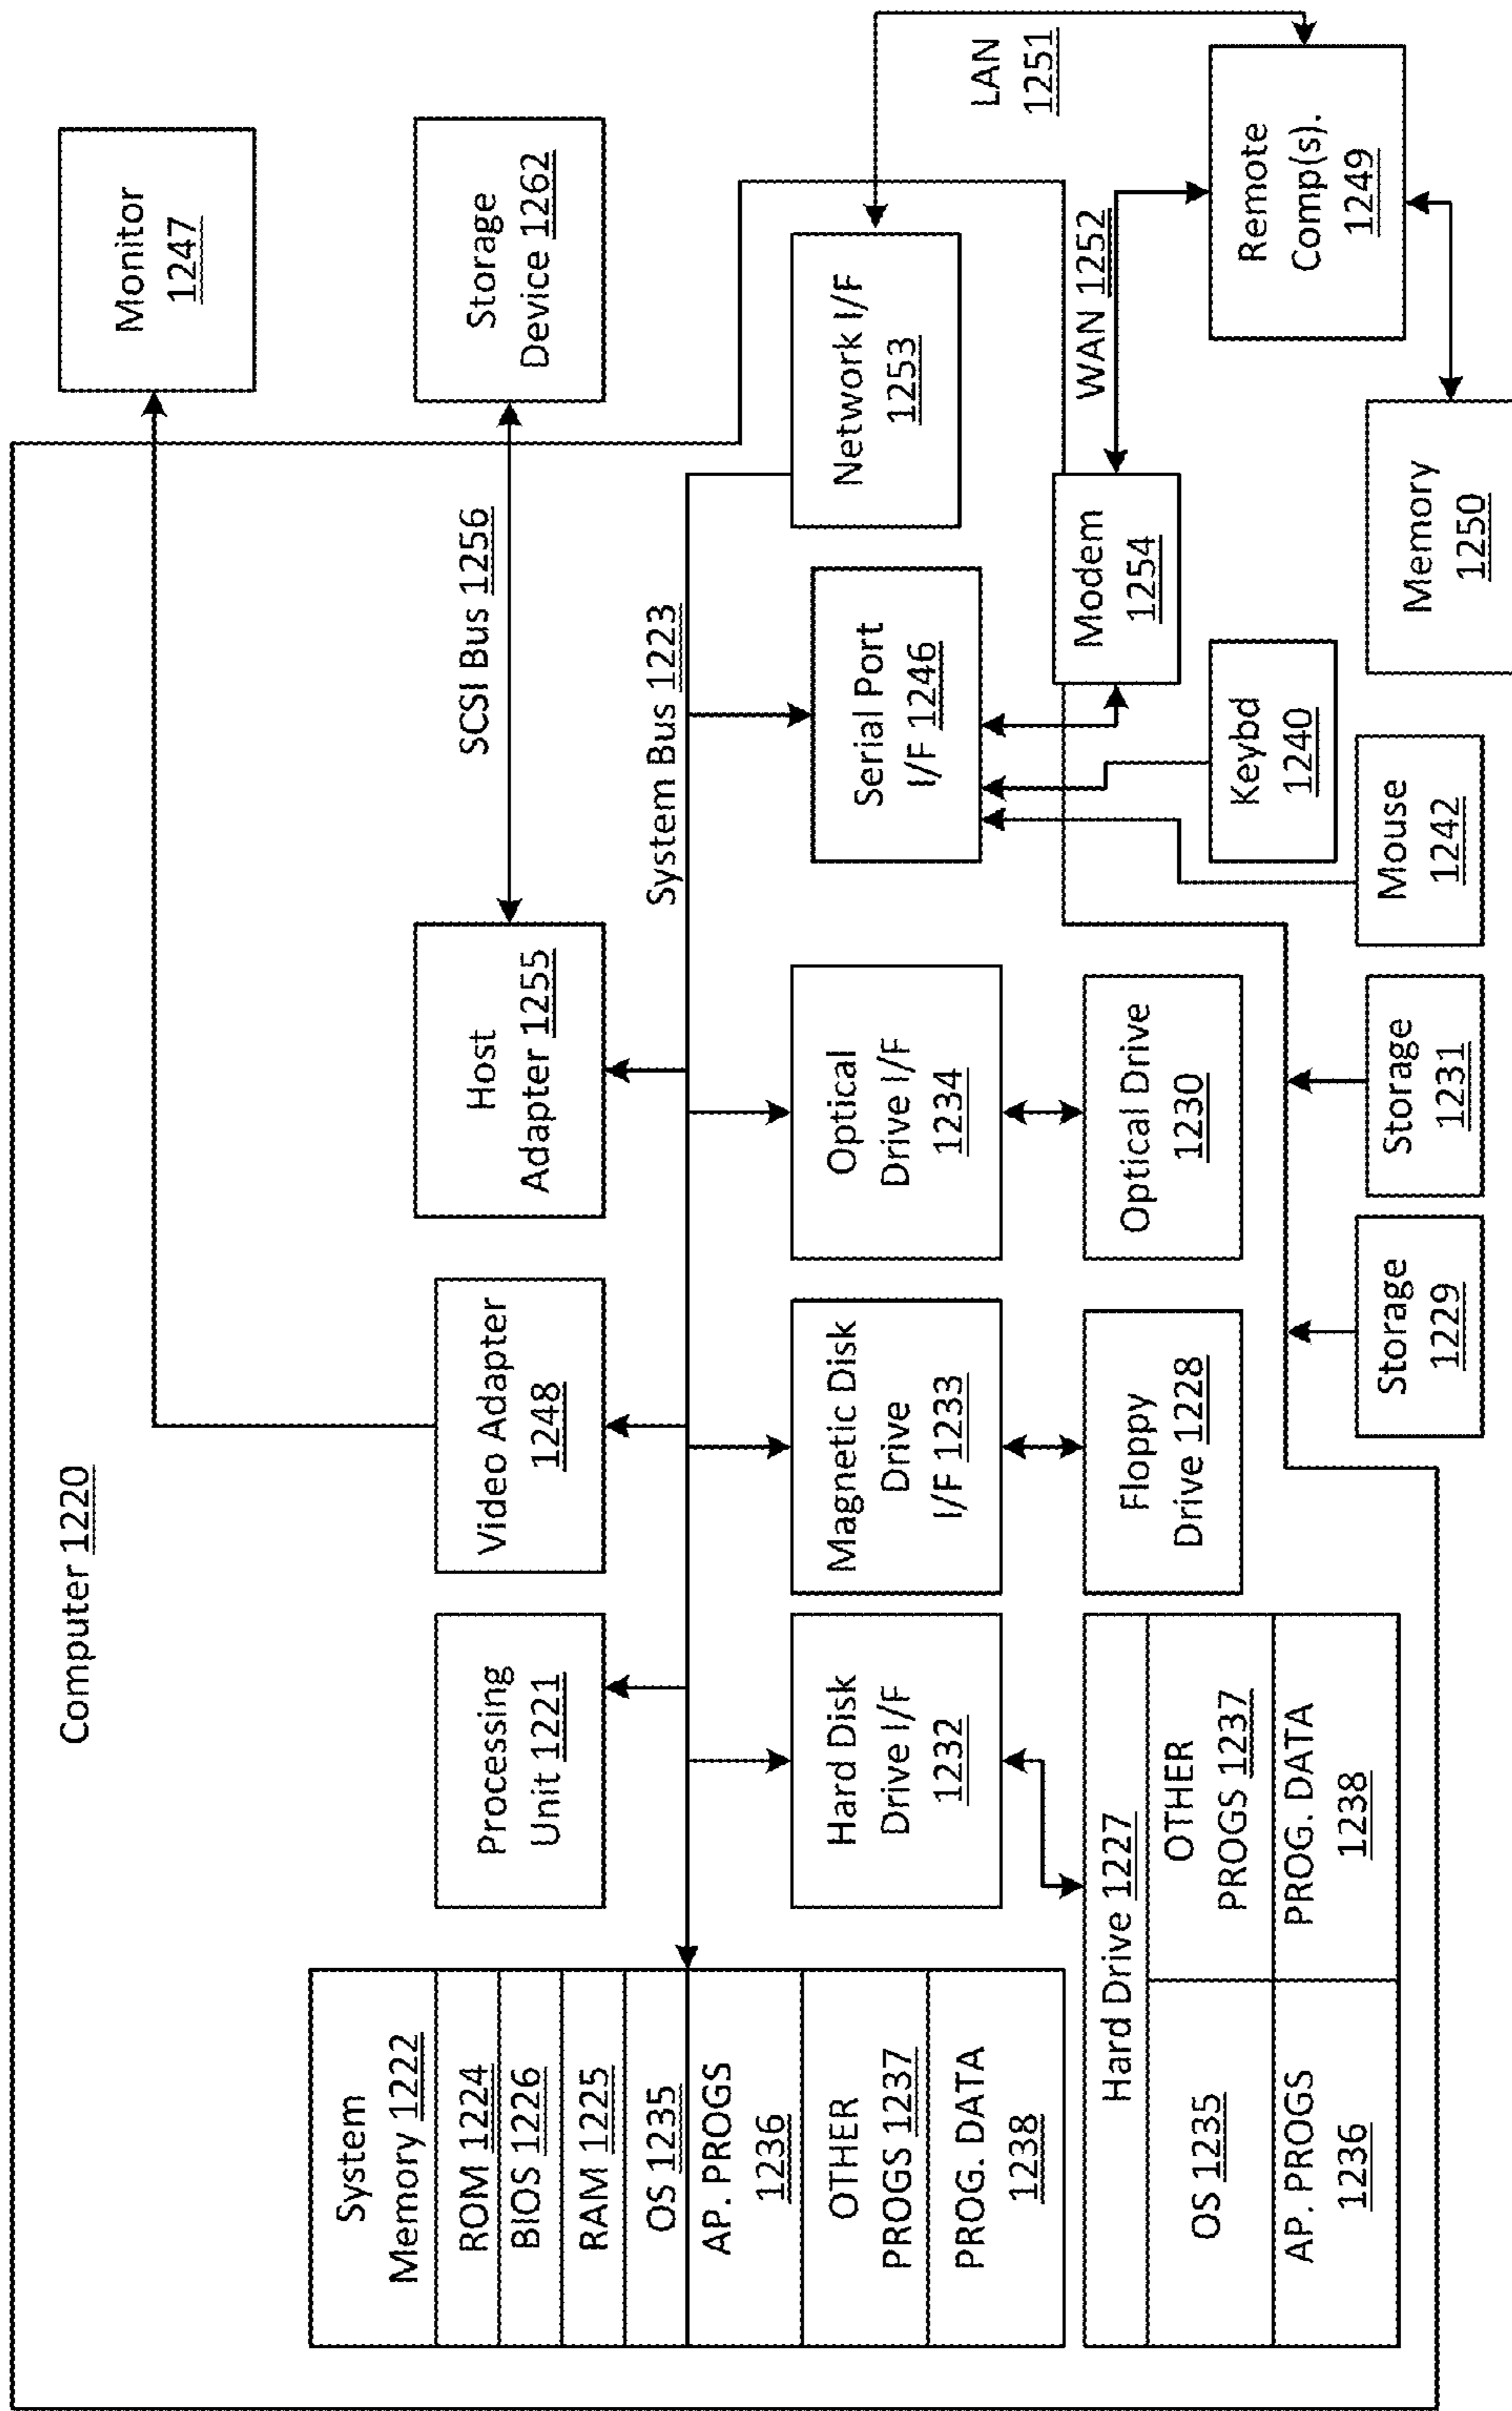 Computer 1220
Monitor
1247
System
Memory 1222
ROM 1224
BIOS 1226
RAM 1225
OS 1235
AP. PROGS
1236
OTHER
PROGS 1237
PROG. DATA
1238
Processing
Unit 1221
Video Adapter
1248
Host
Adapter 1255
SCSI Bus 1256
Storage
Device 1262
System Bus 1223
Hard Disk
Drive I/F
1232
Magnetic Disk
Drive
I/F 1233
Optical
Drive I/F
1234
Serial Port
I/F 1246
Network I/F
1253
LAN
1251
Hard Drive 1227
OS 1235
OTHER
PROGS 1237
AP. PROGS
1236
PROG. DATA
1238
Floppy
Drive 1228
Optical Drive
1230
Modem
1254
WAN 1252
Keybd
1240
Remote
Comp(s).
1249
Storage
1229
Storage
1231
Mouse
1242
Memory
1250